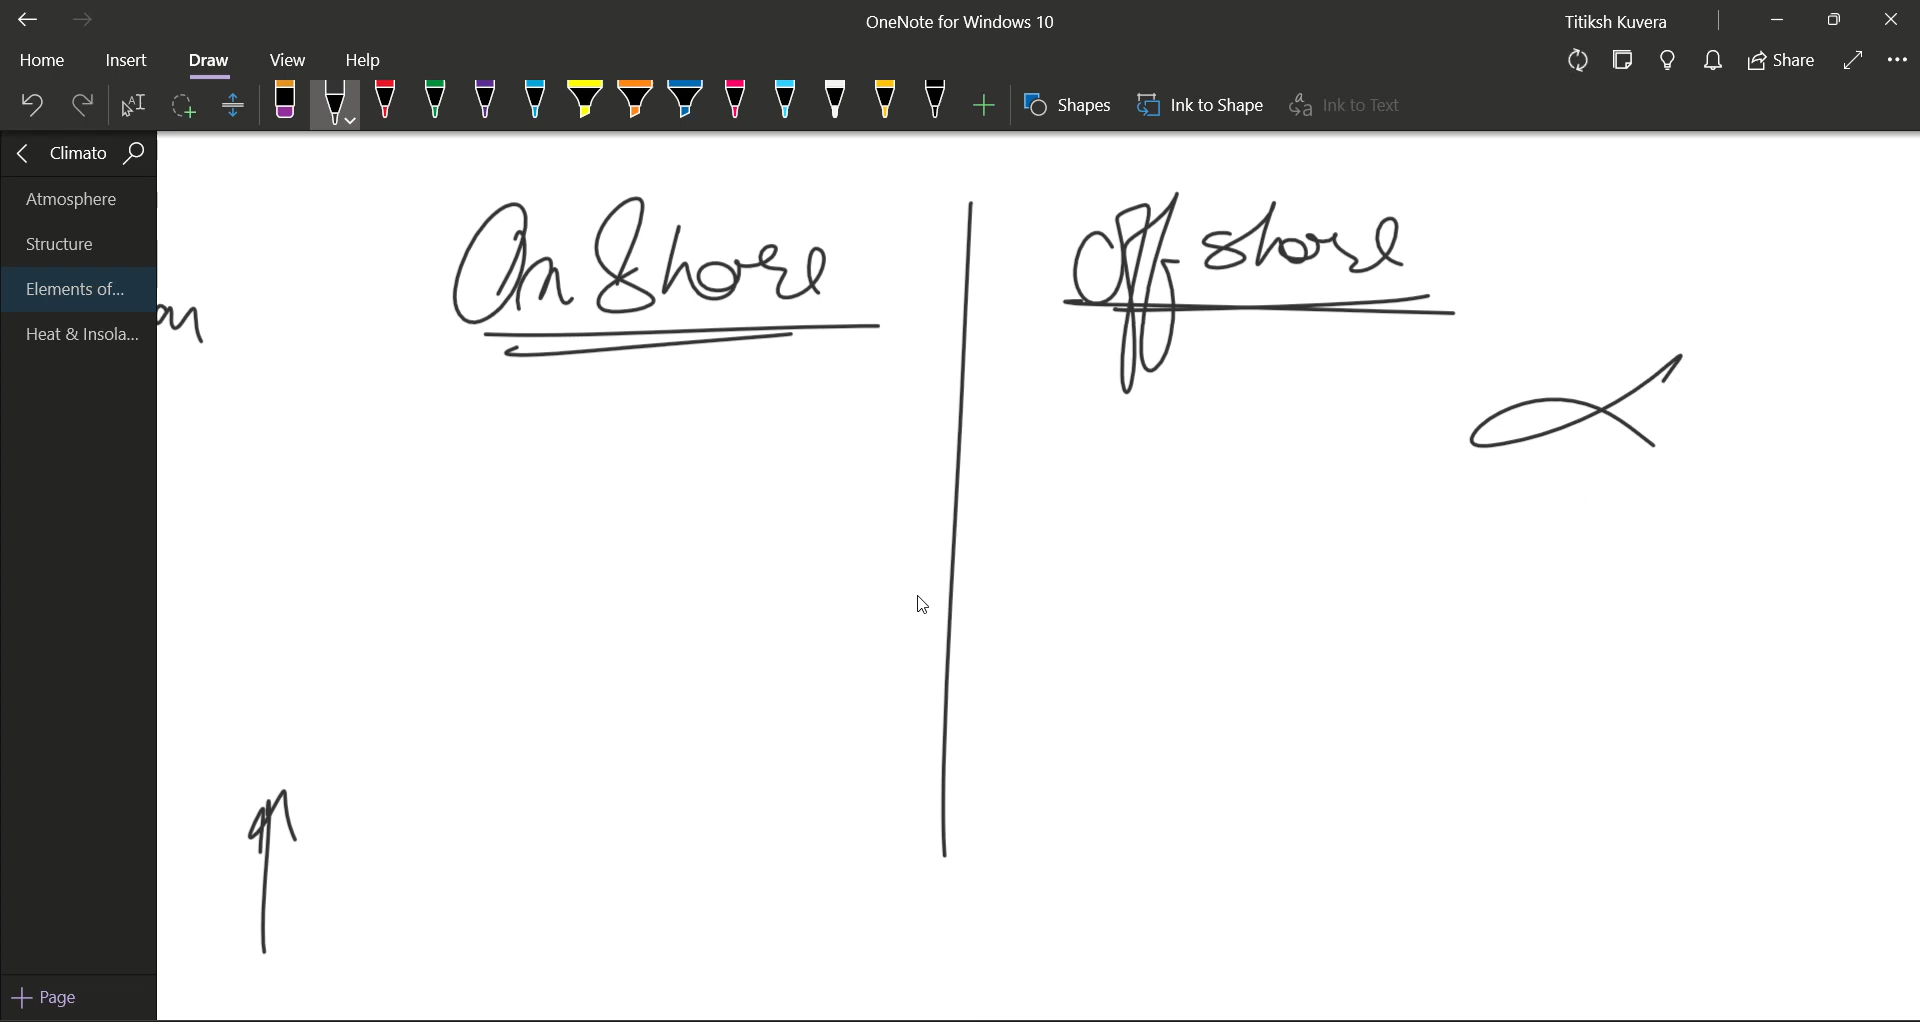 OneNote for Windows 10
Titiksh Kuvera
Home Insert Draw View Help
Share
Shapes Ink to Shape Ink to Text
Climato
Atmosphere
Structure
Elements of...
Heat & Insola...
On Shore
off-shore
Page